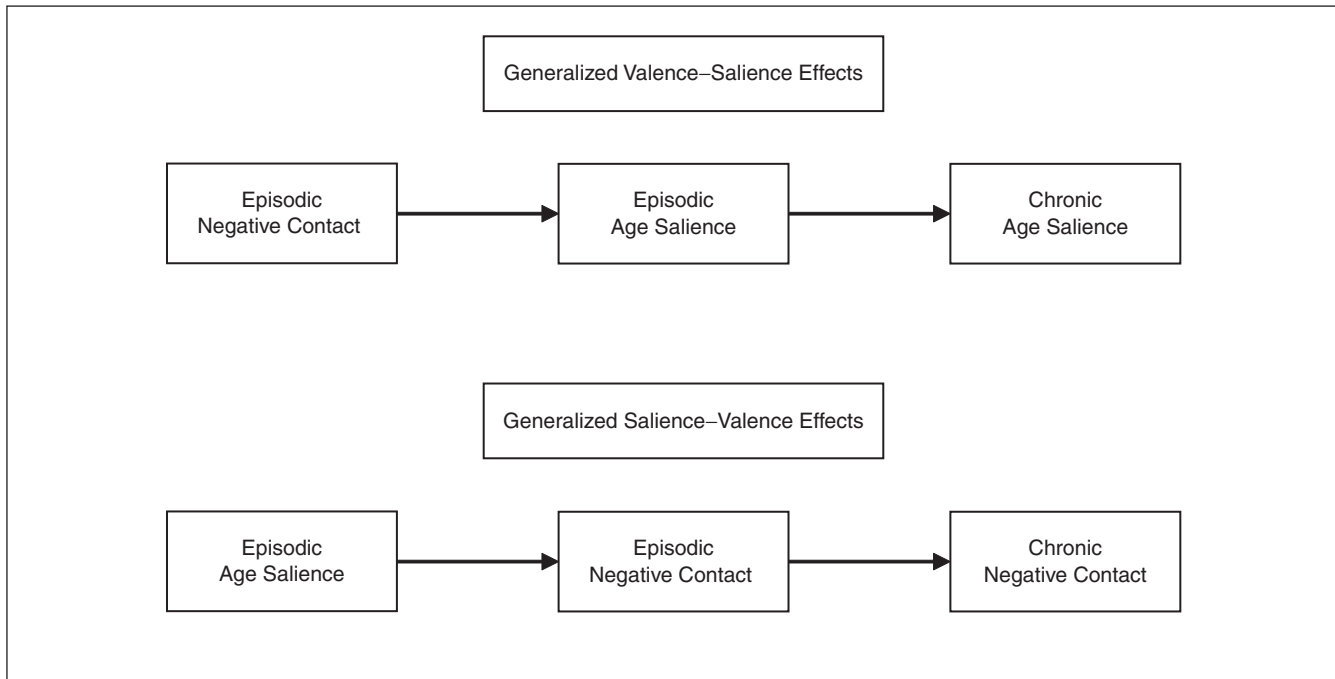 Generalized Valence–Salience Effects
Episodic
Negative Contact
Episodic
Age Salience
Chronic
Age Salience
Generalized Salience–Valence Effects
Episodic
Age Salience
Episodic
Negative Contact
Chronic
Negative Contact